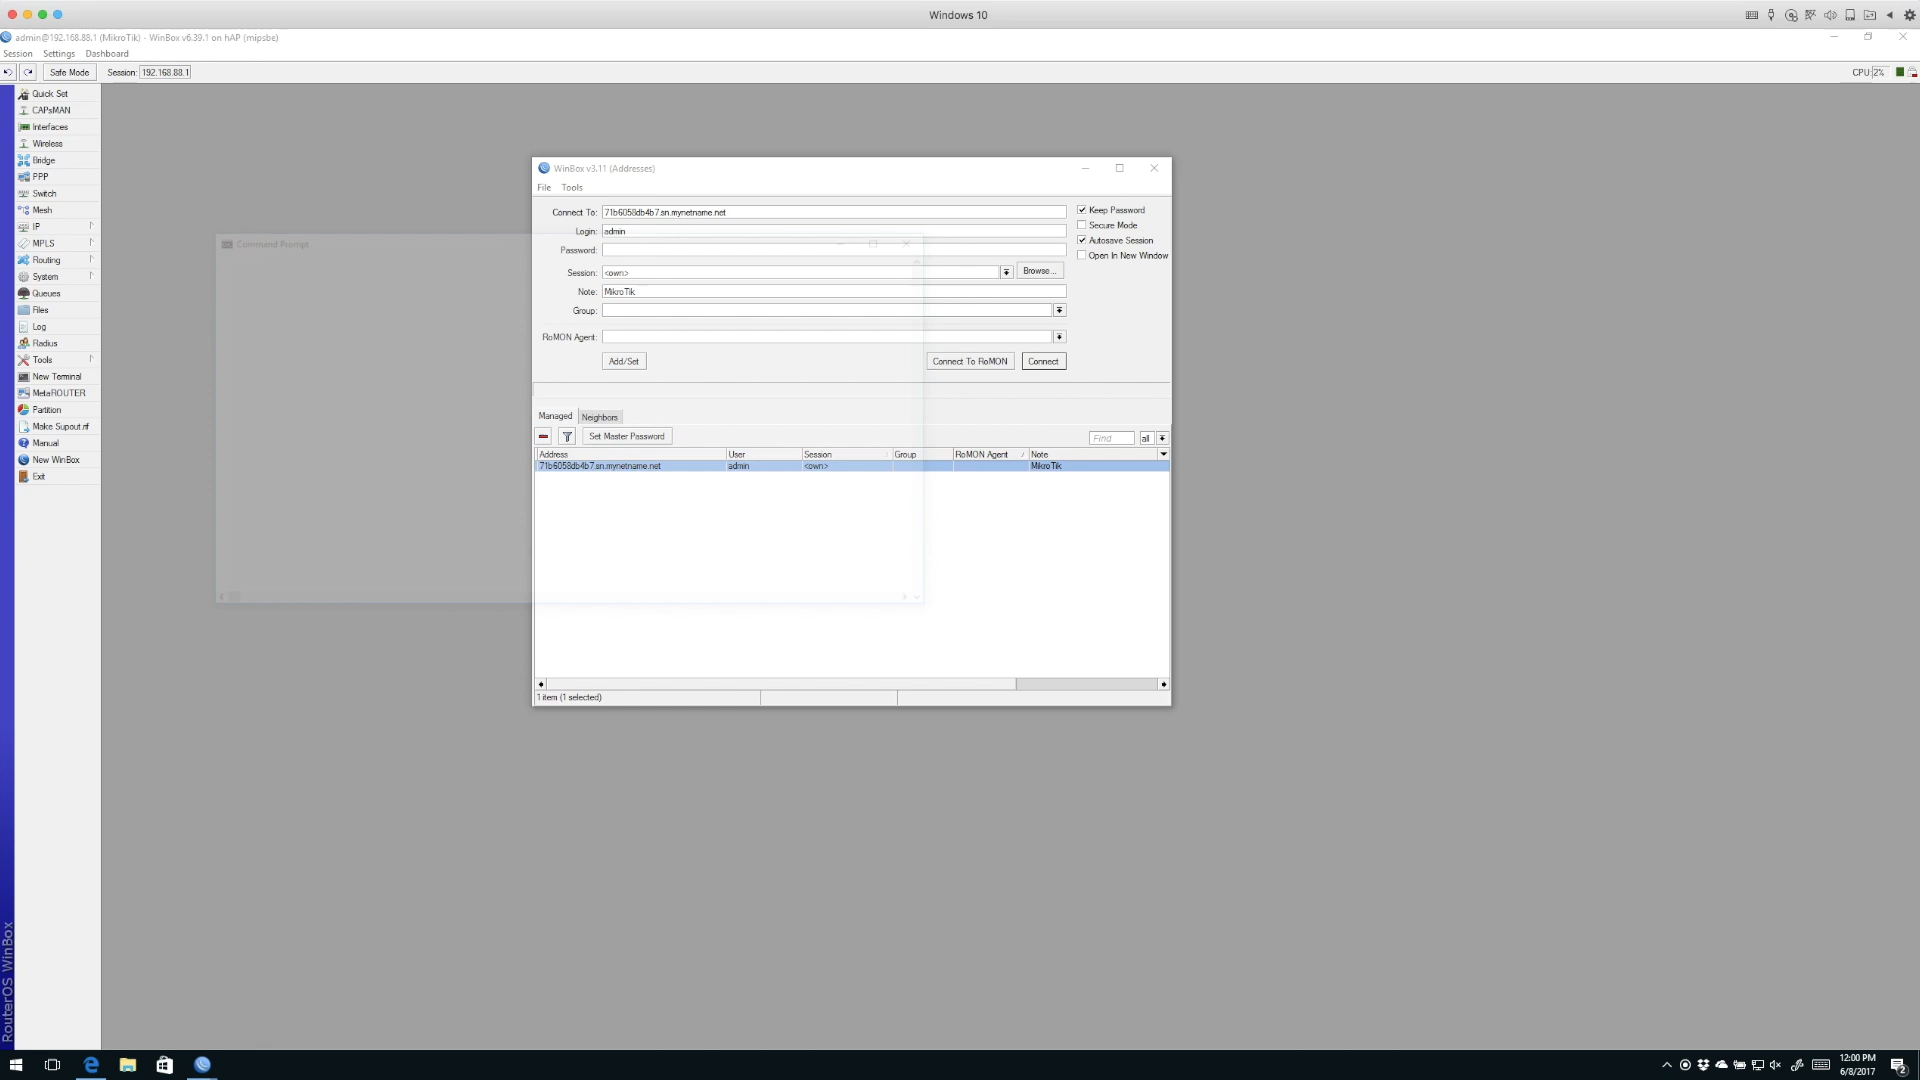 Windows 10
admin@192.168.88.1 (MikroTik) - WinBox v6.39.1 on hAP (mipsbe)
Session Settings Dashboard
Safe Mode Session: 192.168.88.1 CPU: 2%
Quick Set
CAPsMAN
Interfaces
Wireless
Bridge
PPP
Switch
Mesh
IP
MPLS
Routing
System
Queues
Files
Log
Radius
Tools
New Terminal
MetaROUTER
Partition
Make Supout.rif
Manual
New WinBox
Exit
RouterOS WinBox
Command Prompt
WinBox v3.11 (Addresses)
File Tools
Connect To: 71b6058db4b7.sn.mynetname.net
Login: admin
Password:
Session: <own> Browse...
Note: MikroTik
Group:
RoMON Agent:
Keep Password
Secure Mode
Autosave Session
Open In New Window
Add/Set Connect To RoMON Connect
Managed Neighbors
Set Master Password Find all
Address User Session Group RoMON Agent Note
71b6058db4b7.sn.mynetname.net admin <own> MikroTik
1 item (1 selected)
12:00 PM
6/8/2017
2